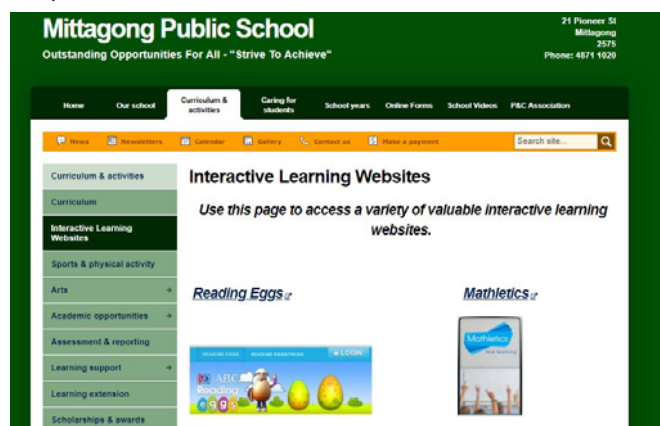 Mittagong Public School
Outstanding Opportunities For All - "Strive To Achieve"
21 Pioneer St
Mittagong
2575
Phone: 4871 1020
Home
Our school
Curriculum &
activities
Caring for
students
School years
Online Forms
School Videos
P&C Association
News
Newsletters
Calendar
Gallery
Contact us
Make a payment
Search site...
Curriculum & activities
Curriculum
Interactive Learning
Websites
Sports & physical activity
Arts
Academic opportunities
Assessment & reporting
Learning support
Learning extension
Scholarships & awards
Interactive Learning Websites
Use this page to access a variety of valuable interactive learning
websites.
Reading Eggs
Mathletics
READING EGGS
READING EGGSPRESS
LOGIN
ABC
Reading
eggs
Mathletics